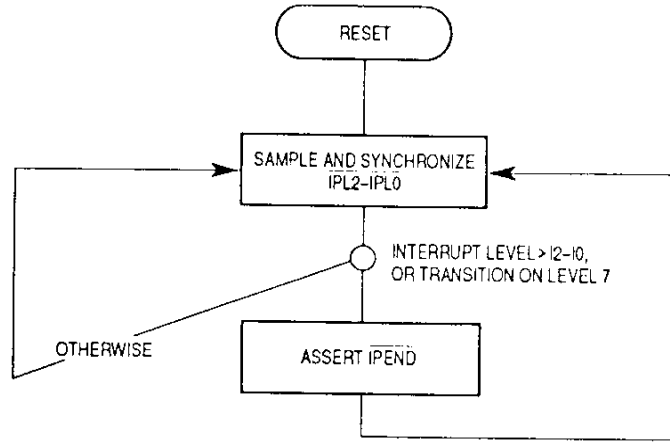 RESET
SAMPLE AND SYNCHRONIZE
IPL2–IPL0
INTERRUPT LEVEL > I2–I0,
OR TRANSITION ON LEVEL 7
OTHERWISE
ASSERT IPEND